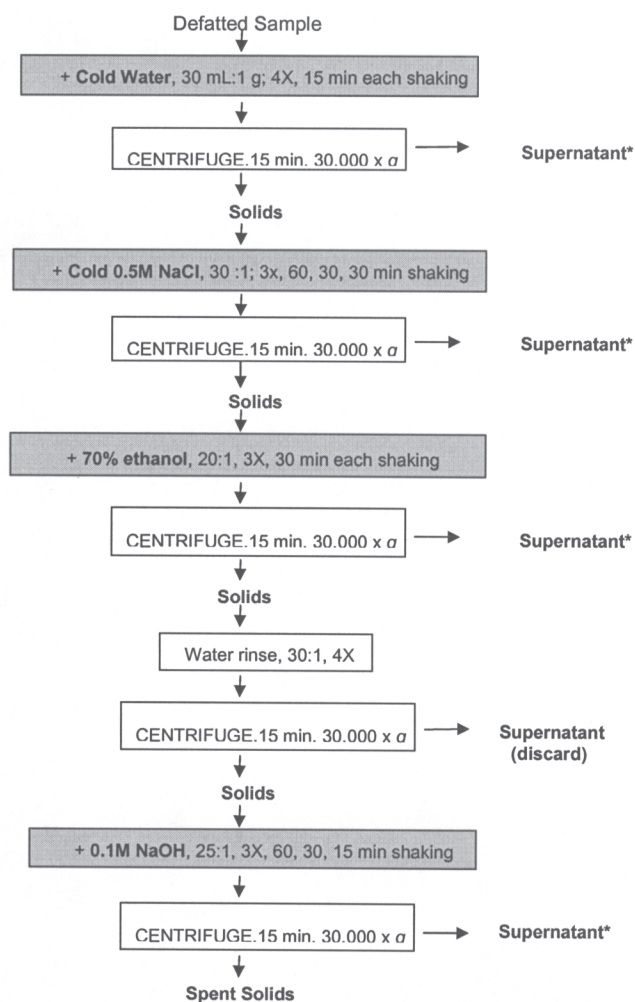 Defatted Sample
+ Cold Water, 30 mL:1 g; 4X, 15 min each shaking
CENTRIFUGE.15 min. 30.000 x g
Supernatant*
Solids
+ Cold 0.5M NaCl, 30 :1; 3x, 60, 30, 30 min shaking
CENTRIFUGE.15 min. 30.000 x g
Supernatant*
Solids
+ 70% ethanol, 20:1, 3X, 30 min each shaking
CENTRIFUGE.15 min. 30.000 x g
Supernatant*
Solids
Water rinse, 30:1, 4X
CENTRIFUGE.15 min. 30.000 x g
Supernatant
(discard)
Solids
+ 0.1M NaOH, 25:1, 3X, 60, 30, 15 min shaking
CENTRIFUGE.15 min. 30.000 x g
Supernatant*
Spent Solids